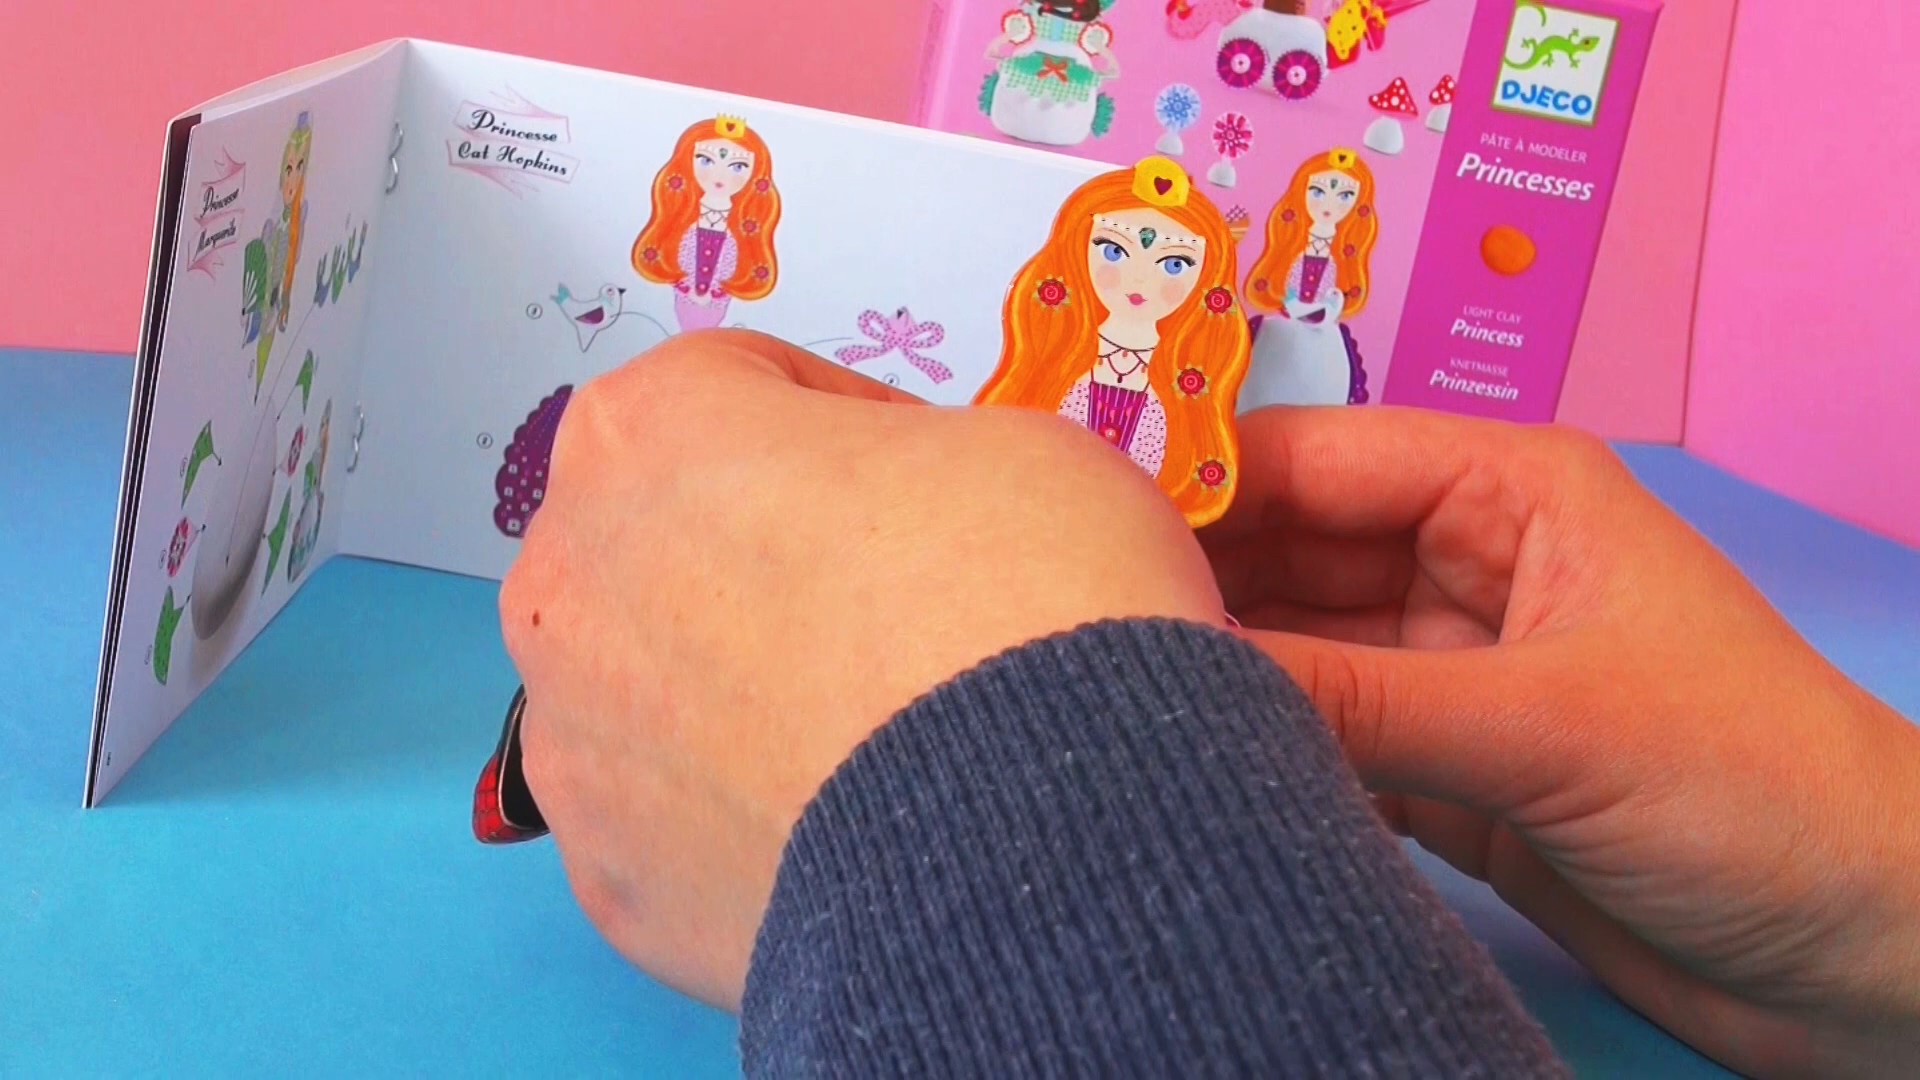 Princesse
Marguerite
Princesse
Cat Hopkins
DJECO
PÂTE À MODELER
Princesses
LIGHT CLAY
Princess
KNETMASSE
Prinzessin